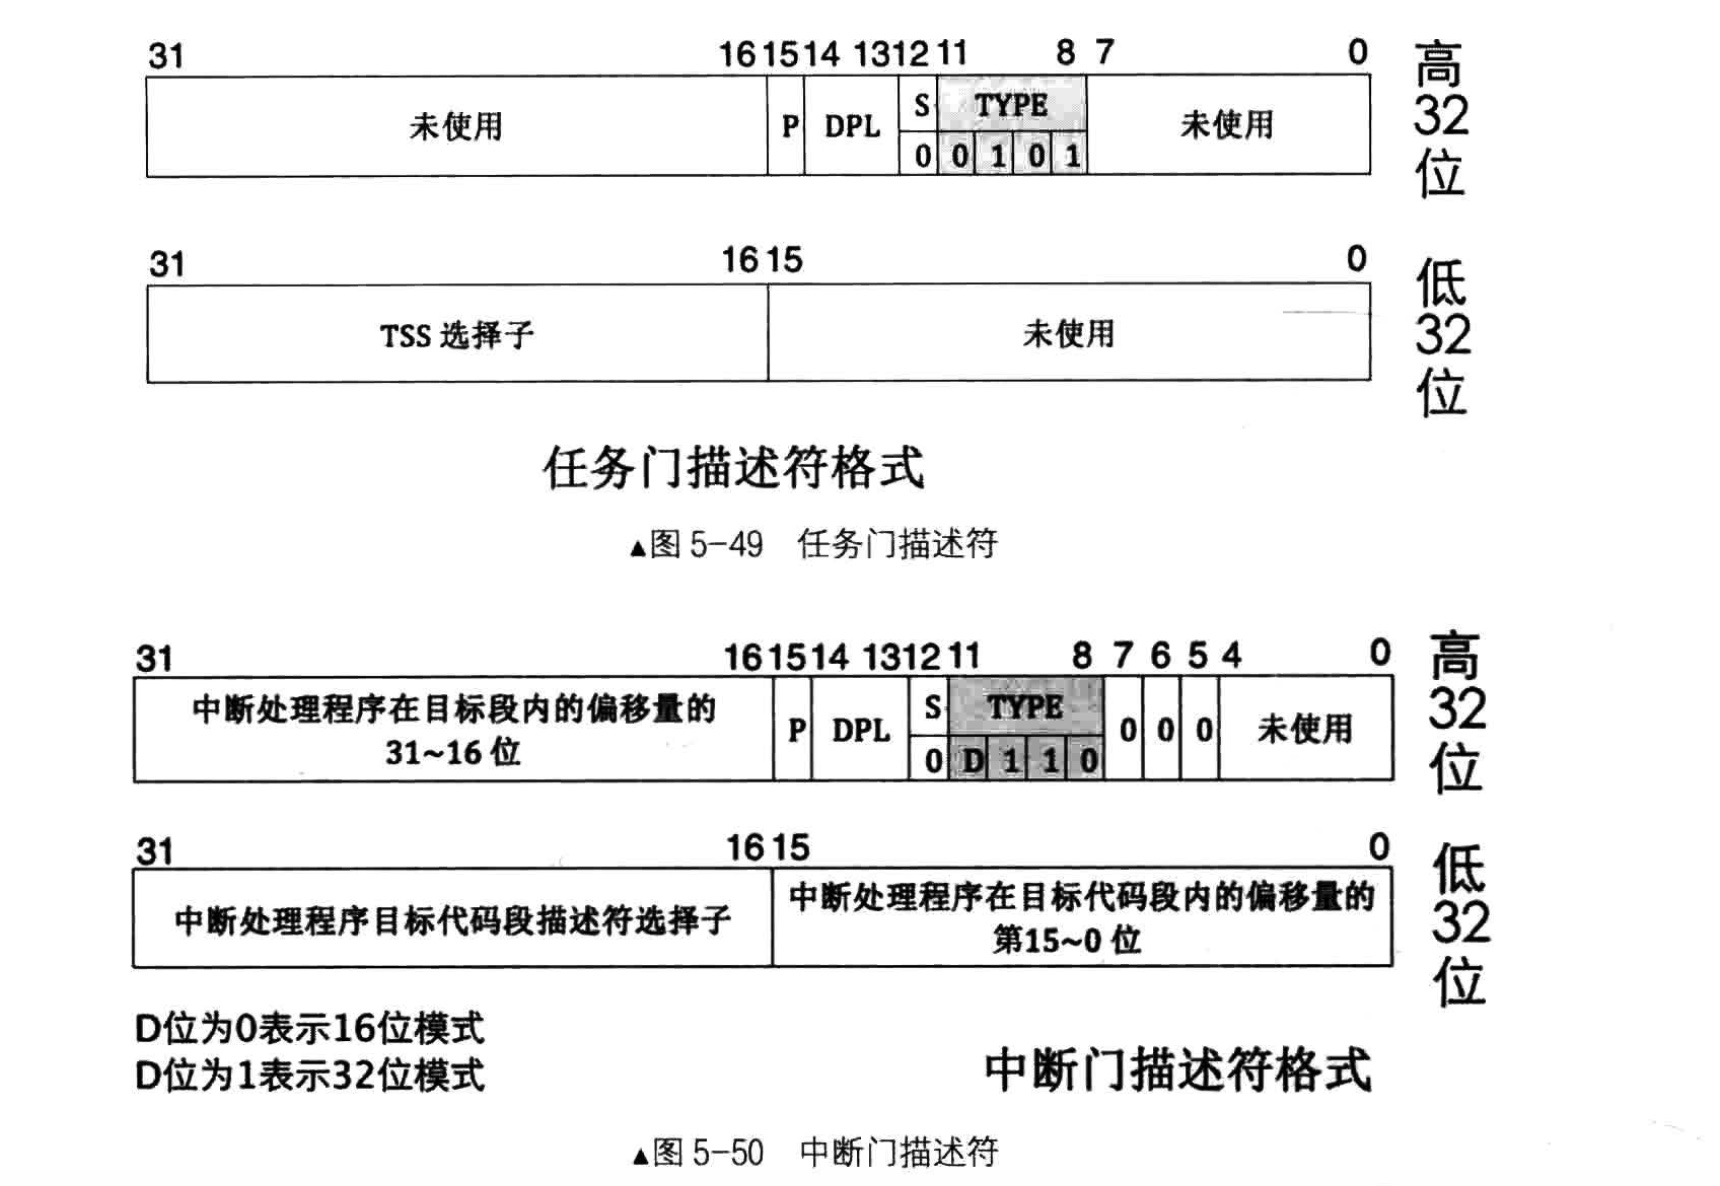 31 16 15 14 13 12 11 8 7 0
未使用 P DPL S TYPE 未使用
0 0 1 0 1
高32位
31 16 15 0
TSS 选择子 未使用
低32位
任务门描述符格式
▲图 5-49 任务门描述符
31 16 15 14 13 12 11 8 7 6 5 4 0
中断处理程序在目标段内的偏移量的
31~16 位
P DPL S TYPE 0 0 0 未使用
0 D 1 1 0
高32位
31 16 15 0
中断处理程序目标代码段描述符选择子
中断处理程序在目标代码段内的偏移量的
第15~0 位
低32位
D位为0表示16位模式
D位为1表示32位模式
中断门描述符格式
▲图 5-50 中断门描述符